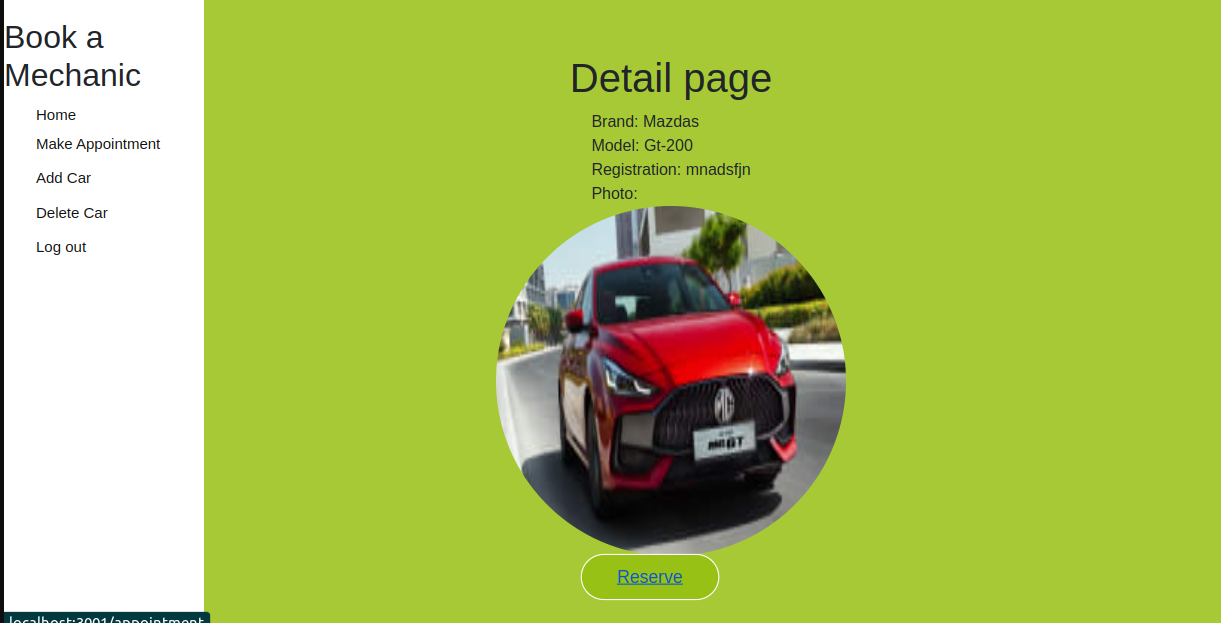 Book a
Mechanic
Home
Make Appointment
Add Car
Delete Car
Log out
Detail page
Brand: Mazdas
Model: Gt-200
Registration: mnadsfjn
Photo:
MG
GT
Reserve
localhost:3001/appointment